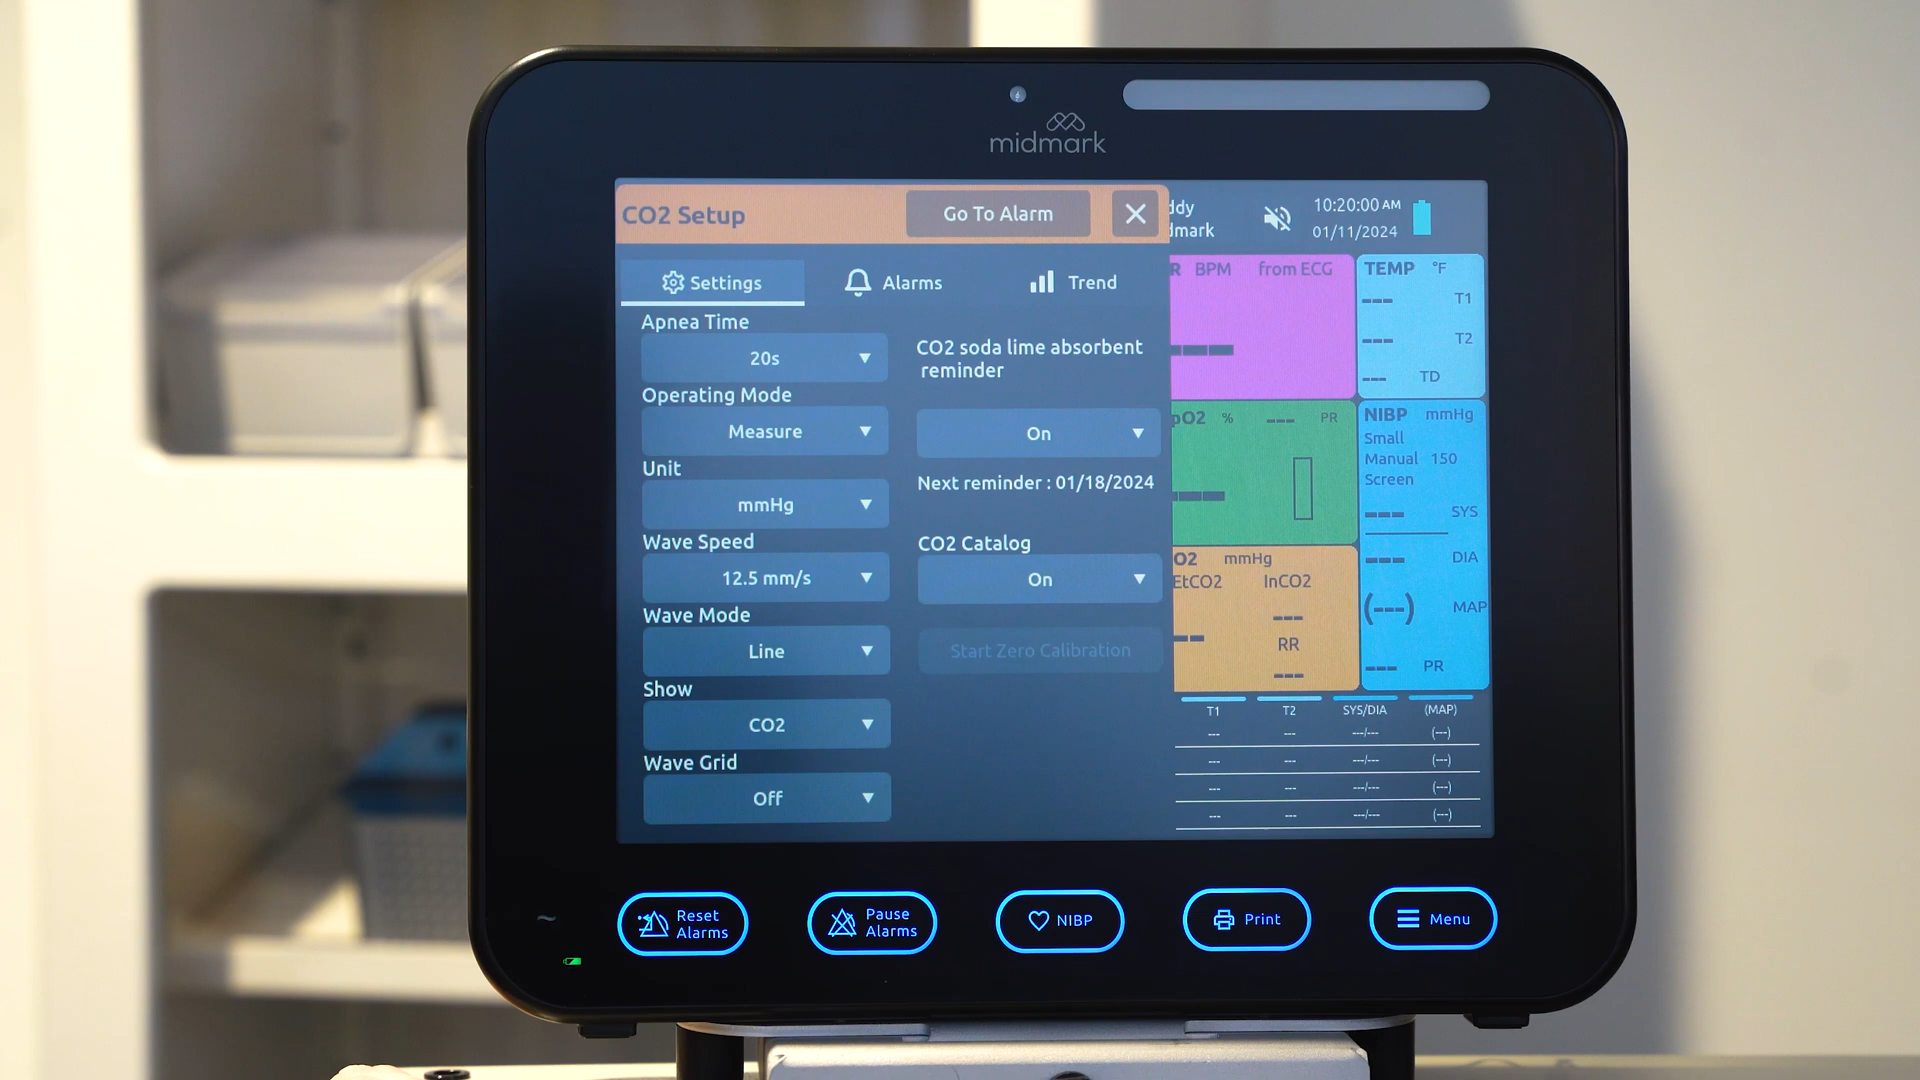 midmark
CO2 Setup
Go To Alarm
10:20:00 AM
01/11/2024
Settings
Alarms
Trend
Apnea Time
20s
Operating Mode
Measure
Unit
mmHg
Wave Speed
12.5 mm/s
Wave Mode
Line
Show
CO2
Wave Grid
Off
CO2 soda lime absorbent
reminder
On
Next reminder : 01/18/2024
CO2 Catalog
On
Start Zero Calibration
ddy
dmark
R BPM from ECG
TEMP °F
--- T1
--- T2
--- TD
---
pO2 % --- PR
---
NIBP mmHg
Small
Manual 150
Screen
--- SYS
--- DIA
(---) MAP
--- PR
O2 mmHg
EtCO2 InCO2
---
--
RR
---
T1 T2 SYS/DIA (MAP)
--- --- ---/--- (---)
--- --- ---/--- (---)
--- --- ---/--- (---)
--- --- ---/--- (---)
Reset
Alarms
Pause
Alarms
NIBP
Print
Menu